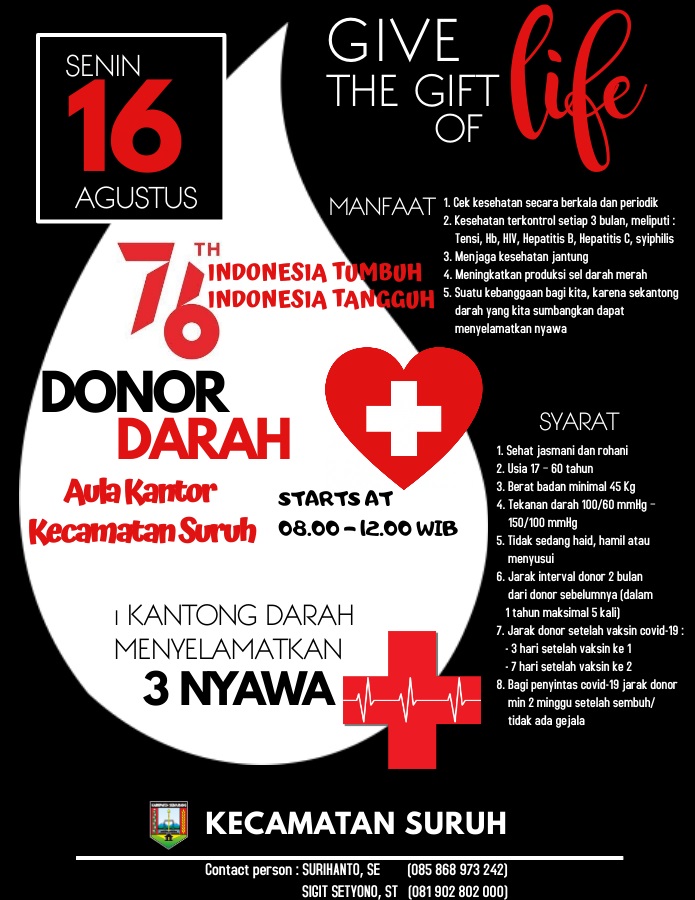 SENIN
16
AGUSTUS
GIVE
THE GIFT
OF
life
MANFAAT
1. Cek kesehatan secara berkala dan periodik
2. Kesehatan terkontrol setiap 3 bulan, meliputi :
Tensi, Hb, HIV, Hepatitis B, Hepatitis C, syiphilis
3. Menjaga kesehatan jantung
4. Meningkatkan produksi sel darah merah
5. Suatu kebanggaan bagi kita, karena sekantong
darah yang kita sumbangkan dapat
menyelamatkan nyawa
76 TH
INDONESIA TUMBUH
INDONESIA TANGGUH
DONOR
DARAH
Aula Kantor
Kecamatan Suruh
STARTS AT
08.00 - 12.00 WIB
SYARAT
1. Sehat jasmani dan rohani
2. Usia 17 - 60 tahun
3. Berat badan minimal 45 Kg
4. Tekanan darah 100/60 mmHg -
150/100 mmHg
5. Tidak sedang haid, hamil atau
menyusui
6. Jarak interval donor 2 bulan
dari donor sebelumnya (dalam
1 tahun maksimal 5 kali)
7. Jarak donor setelah vaksin covid-19 :
- 3 hari setelah vaksin ke 1
- 7 hari setelah vaksin ke 2
8. Bagi penyintas covid-19 jarak donor
min 2 minggu setelah sembuh/
tidak ada gejala
1 KANTONG DARAH
MENYELAMATKAN
3 NYAWA
KECAMATAN SURUH
Contact person : SURIHANTO, SE (085 868 973 242)
SIGIT SETYONO, ST (081 902 802 000)